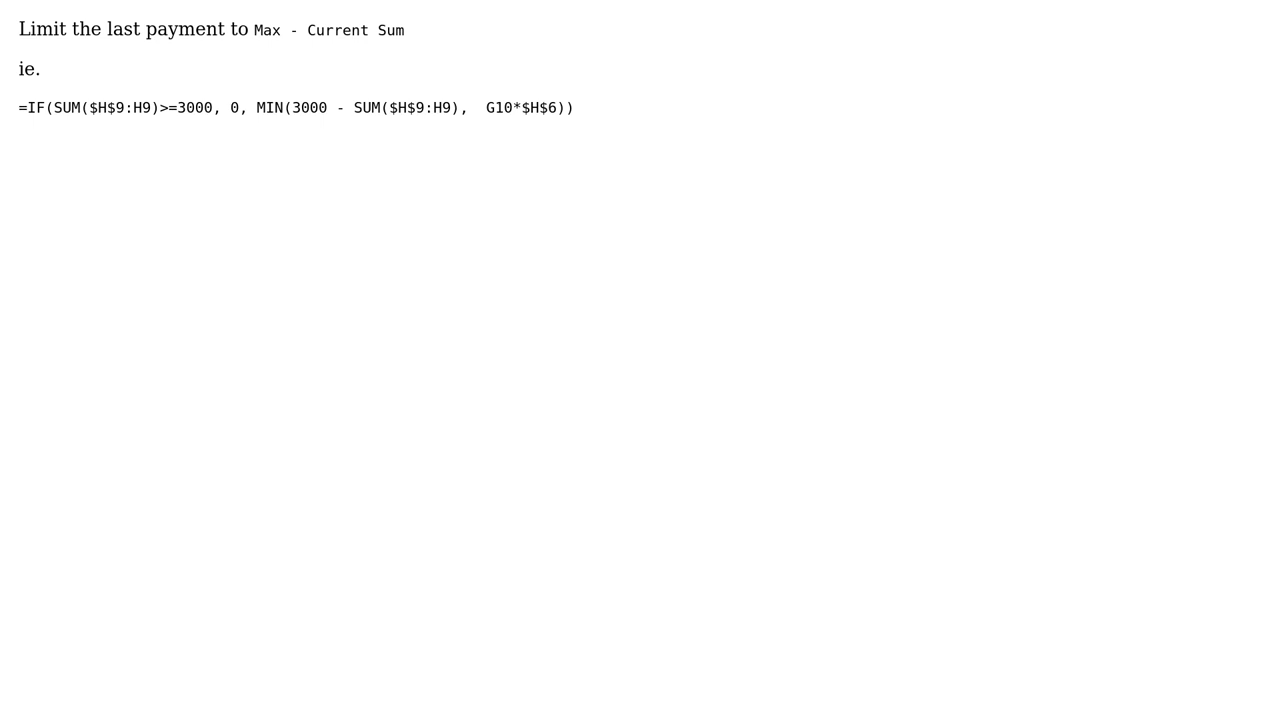 Limit the last payment to Max - Current Sum
ie.
=IF(SUM($H$9:H9)>=3000, 0, MIN(3000 - SUM($H$9:H9),  G10*$H$6))